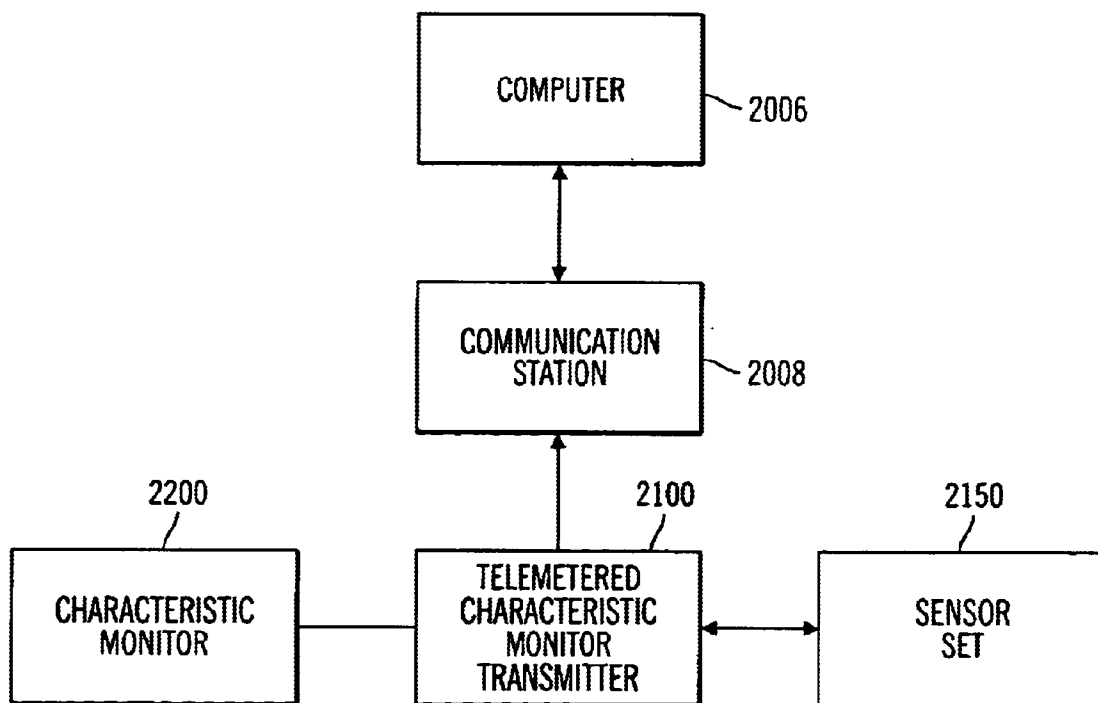 COMPUTER
2006
COMMUNICATION
STATION
2008
2200
2100
2150
CHARACTERISTIC
MONITOR
TELEMETERED
CHARACTERISTIC
MONITOR
TRANSMITTER
SENSOR
SET